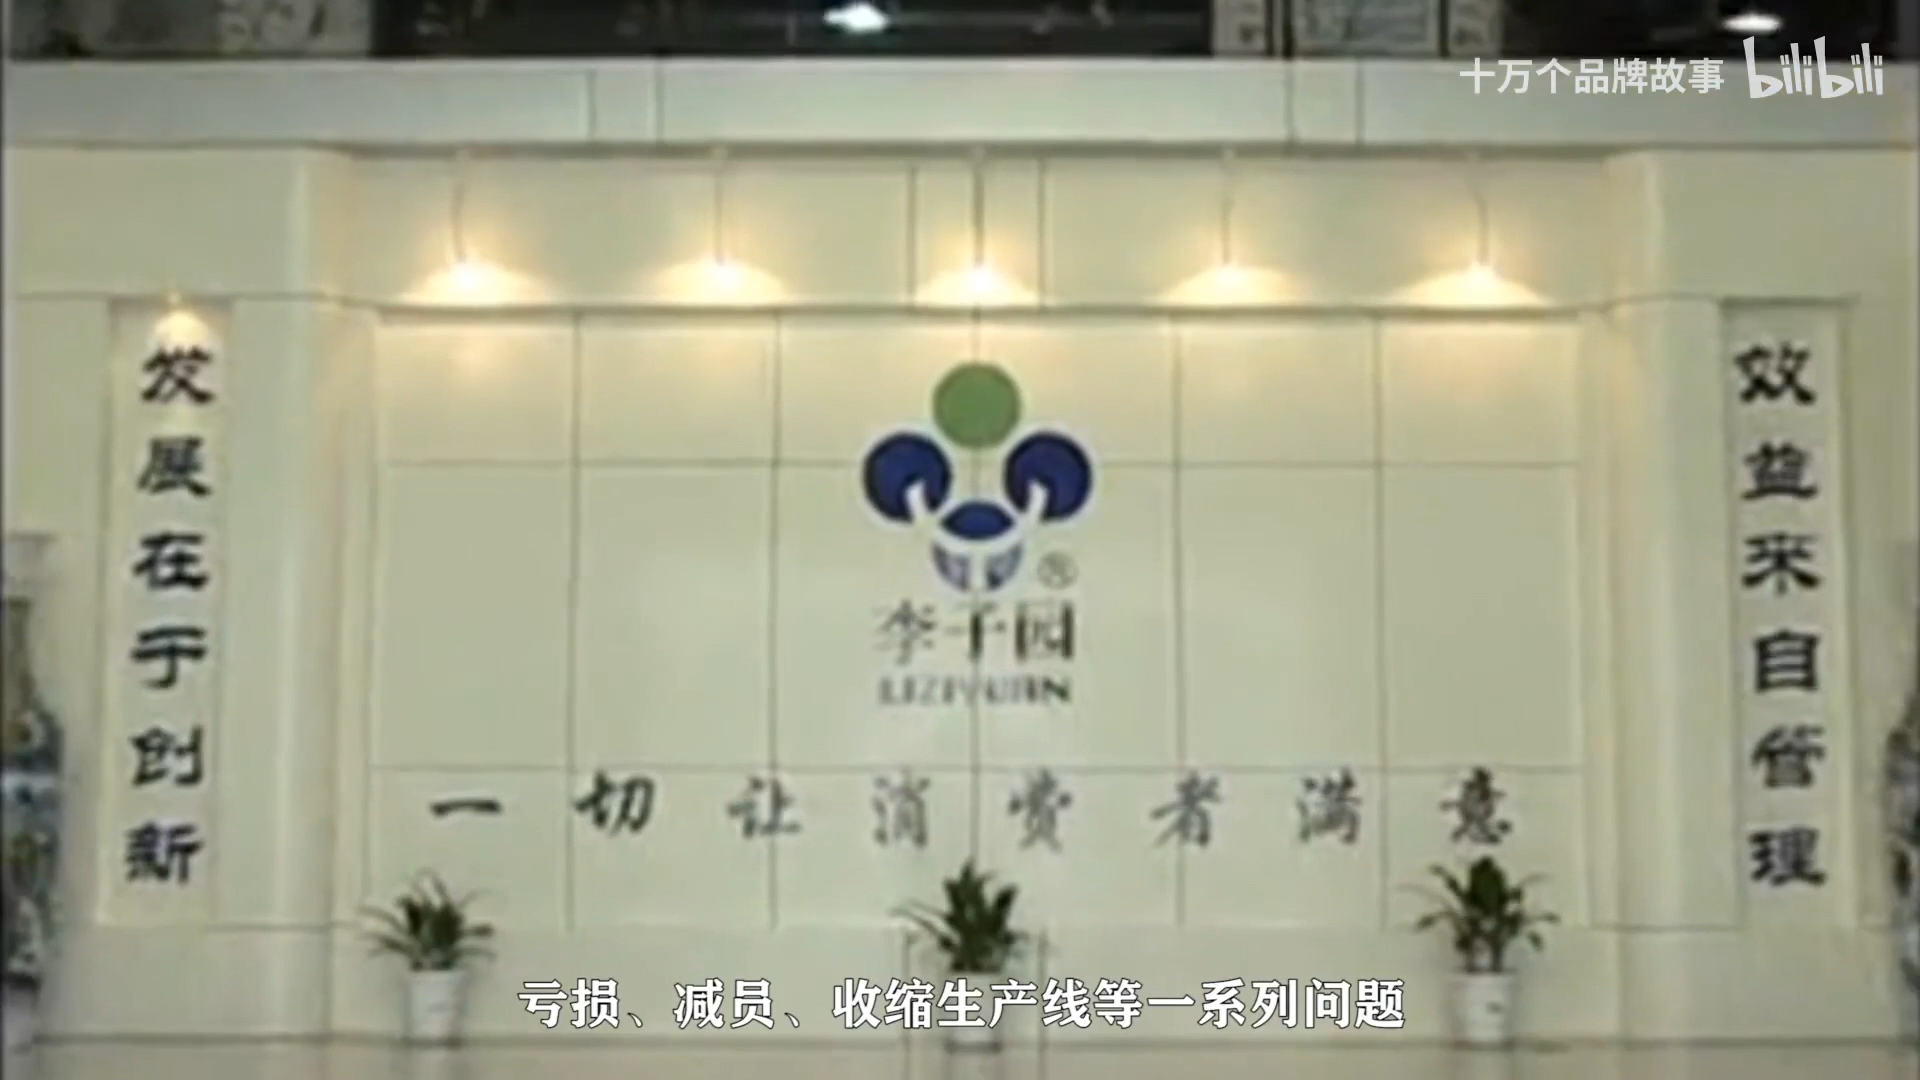 十万个品牌故事 bilibili
发展在于创新
效益来自管理
李子园
LIZIYUAN
一切让消费者满意
亏损、减员、收缩生产线等一系列问题